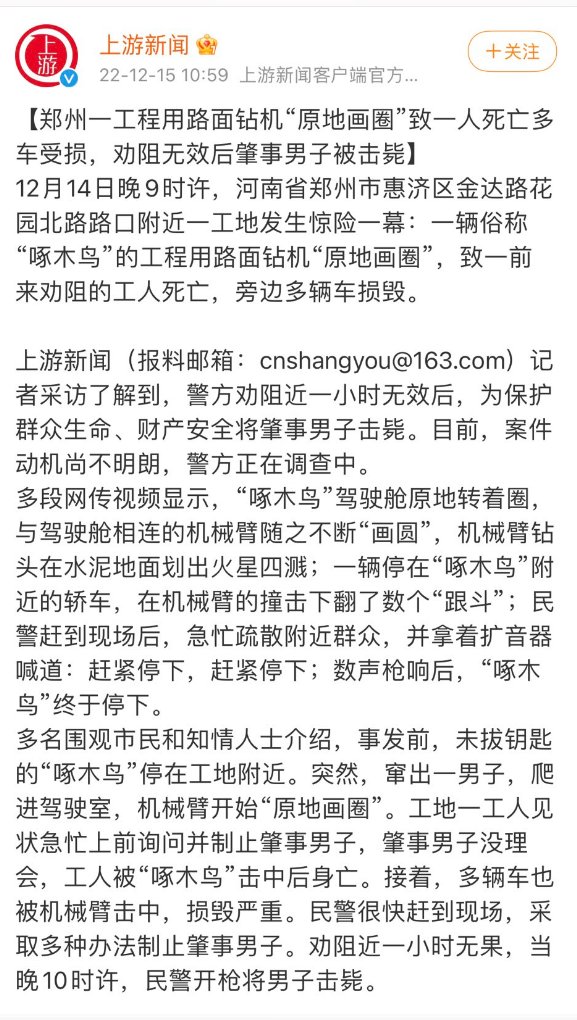 上游
上游新闻
22-12-15 10:59 上游新闻客户端官方...
+关注
【郑州一工程用路面钻机“原地画圈”致一人死亡多
车受损，劝阻无效后肇事男子被击毙】
12月14日晚9时许，河南省郑州市惠济区金达路花
园北路路口附近一工地发生惊险一幕：一辆俗称
“啄木鸟”的工程用路面钻机“原地画圈”，致一前
来劝阻的工人死亡，旁边多辆车损毁。
上游新闻（报料邮箱：cnshangyou@163.com）记
者采访了解到，警方劝阻近一小时无效后，为保护
群众生命、财产安全将肇事男子击毙。目前，案件
动机尚不明朗，警方正在调查中。
多段网传视频显示，“啄木鸟”驾驶舱原地转着圈，
与驾驶舱相连的机械臂随之不断“画圆”，机械臂钻
头在水泥地面划出火星四溅；一辆停在“啄木鸟”附
近的轿车，在机械臂的撞击下翻了数个“跟斗”；民
警赶到现场后，急忙疏散附近群众，并拿着扩音器
喊道：赶紧停下，赶紧停下；数声枪响后，“啄木
鸟”终于停下。
多名围观市民和知情人士介绍，事发前，未拔钥匙
的“啄木鸟”停在工地附近。突然，窜出一男子，爬
进驾驶室，机械臂开始“原地画圈”。工地一工人见
状急忙上前询问并制止肇事男子，肇事男子没理
会，工人被“啄木鸟”击中后身亡。接着，多辆车也
被机械臂击中，损毁严重。民警很快赶到现场，采
取多种办法制止肇事男子。劝阻近一小时无果，当
晚10时许，民警开枪将男子击毙。